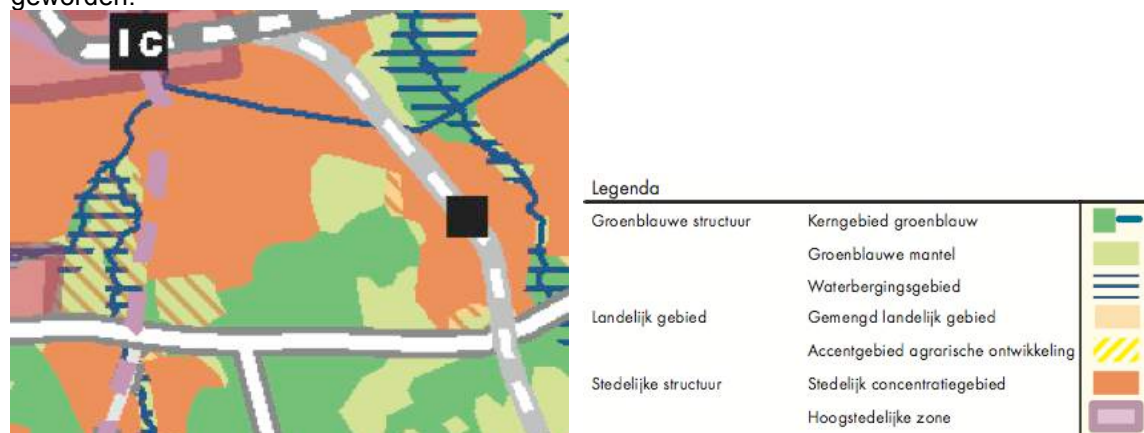 geworden.
IC
Legenda
Groenblauwe structuur Kerngebied groenblauw
Groenblauwe mantel
Waterbergingsgebied
Landelijk gebied Gemengd landelijk gebied
Accentgebied agrarische ontwikkeling
Stedelijke structuur Stedelijk concentratiegebied
Hoogstedelijke zone